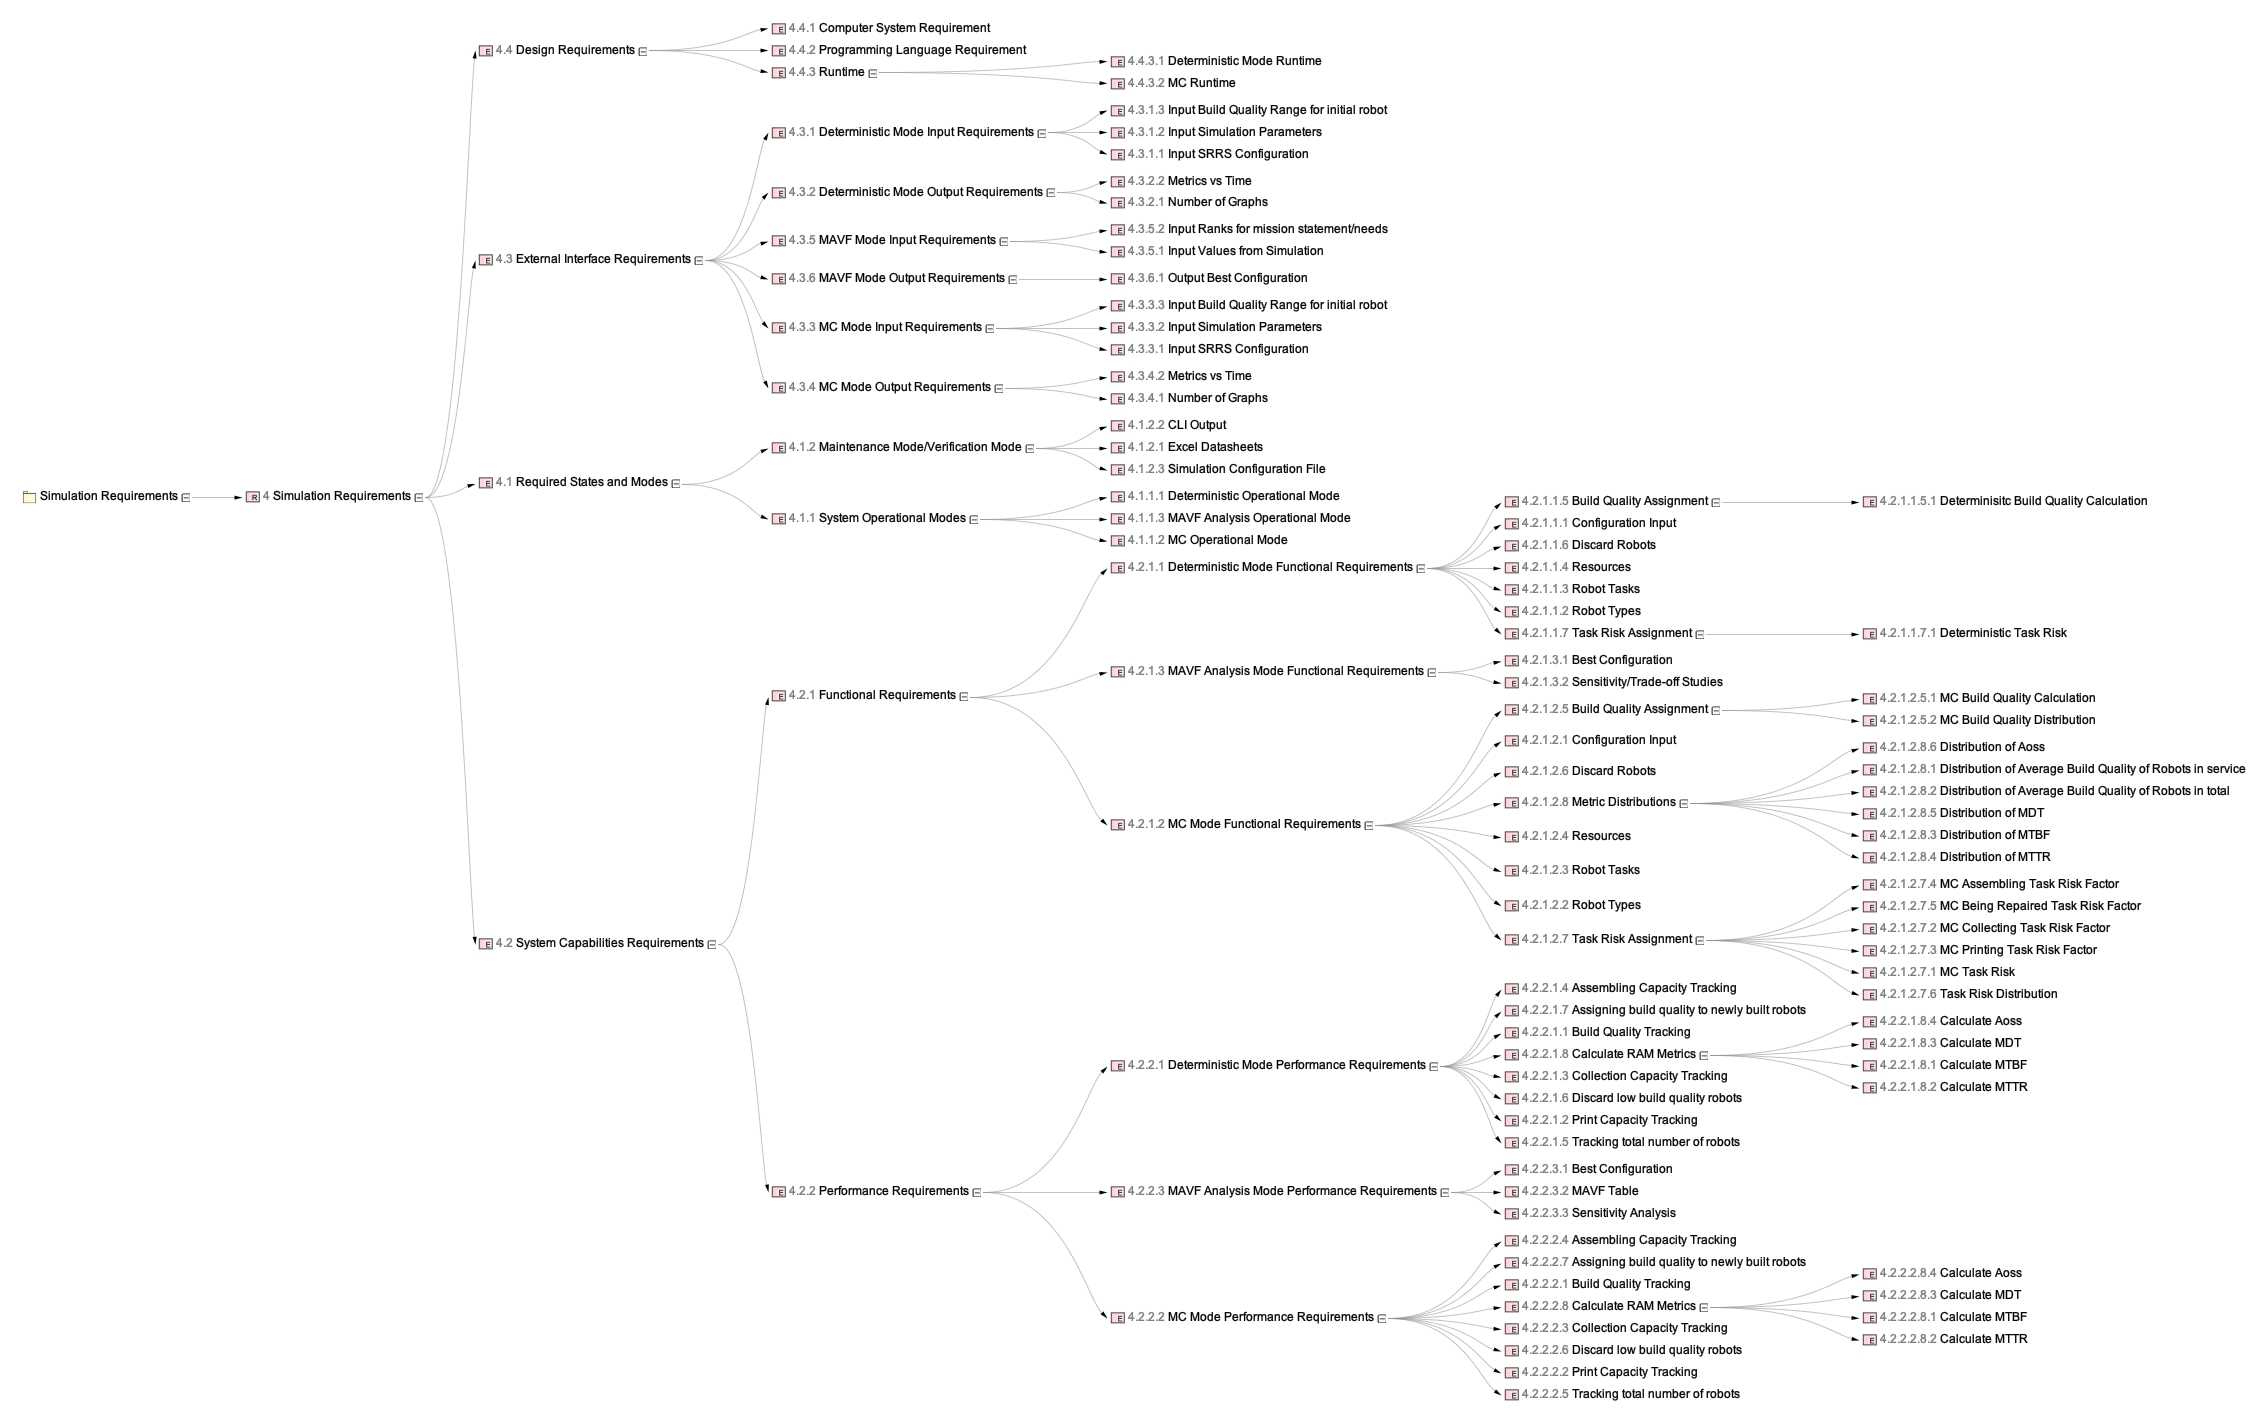 4.4.1 Computer System Requirement
4.4 Design Requirements
4.4.2 Programming Language Requirement
4.4.3 Runtime
4.4.3.1 Deterministic Mode Runtime
4.4.3.2 MC Runtime
4.3.1.3 Input Build Quality Range for initial robot
4.3.1 Deterministic Mode Input Requirements
4.3.1.2 Input Simulation Parameters
4.3.1.1 Input SRRS Configuration
4.3.2.2 Metrics vs Time
4.3.2 Deterministic Mode Output Requirements
4.3.2.1 Number of Graphs
4.3.5.2 Input Ranks for mission statement/needs
4.3.5 MAVF Mode Input Requirements
4.3.5.1 Input Values from Simulation
4.3 External Interface Requirements
4.3.6 MAVF Mode Output Requirements
4.3.6.1 Output Best Configuration
4.3.3.3 Input Build Quality Range for initial robot
4.3.3 MC Mode Input Requirements
4.3.3.2 Input Simulation Parameters
4.3.3.1 Input SRRS Configuration
4.3.4.2 Metrics vs Time
4.3.4 MC Mode Output Requirements
4.3.4.1 Number of Graphs
4.1.2.2 CLI Output
4.1.2 Maintenance Mode/Verification Mode
4.1.2.1 Excel Datasheets
4.1.2.3 Simulation Configuration File
4.1 Required States and Modes
Simulation Requirements
4 Simulation Requirements
4.1.1.1 Deterministic Operational Mode
4.1.1 System Operational Modes
4.1.1.3 MAVF Analysis Operational Mode
4.1.1.2 MC Operational Mode
4.2.1.1.5 Build Quality Assignment
4.2.1.1.5.1 Determinisitc Build Quality Calculation
4.2.1.1.1 Configuration Input
4.2.1.1.6 Discard Robots
4.2.1.1 Deterministic Mode Functional Requirements
4.2.1.1.4 Resources
4.2.1.1.3 Robot Tasks
4.2.1.1.2 Robot Types
4.2.1.1.7 Task Risk Assignment
4.2.1.1.7.1 Deterministic Task Risk
4.2.1.3.1 Best Configuration
4.2.1.3 MAVF Analysis Mode Functional Requirements
4.2.1.3.2 Sensitivity/Trade-off Studies
4.2.1 Functional Requirements
4.2.1.2.5 Build Quality Assignment
4.2.1.2.5.1 MC Build Quality Calculation
4.2.1.2.5.2 MC Build Quality Distribution
4.2.1.2.1 Configuration Input
4.2.1.2.8.6 Distribution of Aoss
4.2.1.2.6 Discard Robots
4.2.1.2.8.1 Distribution of Average Build Quality of Robots in service
4.2.1.2.8 Metric Distributions
4.2.1.2.8.2 Distribution of Average Build Quality of Robots in total
4.2.1.2.8.5 Distribution of MDT
4.2.1.2 MC Mode Functional Requirements
4.2.1.2.4 Resources
4.2.1.2.8.3 Distribution of MTBF
4.2.1.2.8.4 Distribution of MTTR
4.2.1.2.3 Robot Tasks
4.2.1.2.7.4 MC Assembling Task Risk Factor
4.2.1.2.2 Robot Types
4.2.1.2.7.5 MC Being Repaired Task Risk Factor
4.2.1.2.7.2 MC Collecting Task Risk Factor
4.2 System Capabilities Requirements
4.2.1.2.7 Task Risk Assignment
4.2.1.2.7.3 MC Printing Task Risk Factor
4.2.1.2.7.1 MC Task Risk
4.2.1.2.7.6 Task Risk Distribution
4.2.2.1.4 Assembling Capacity Tracking
4.2.2.1.7 Assigning build quality to newly built robots
4.2.2.1.8.4 Calculate Aoss
4.2.2.1.1 Build Quality Tracking
4.2.2.1.8.3 Calculate MDT
4.2.2.1.8 Calculate RAM Metrics
4.2.2.1 Deterministic Mode Performance Requirements
4.2.2.1.8.1 Calculate MTBF
4.2.2.1.3 Collection Capacity Tracking
4.2.2.1.8.2 Calculate MTTR
4.2.2.1.6 Discard low build quality robots
4.2.2.1.2 Print Capacity Tracking
4.2.2.1.5 Tracking total number of robots
4.2.2.3.1 Best Configuration
4.2.2 Performance Requirements
4.2.2.3 MAVF Analysis Mode Performance Requirements
4.2.2.3.2 MAVF Table
4.2.2.3.3 Sensitivity Analysis
4.2.2.2.4 Assembling Capacity Tracking
4.2.2.2.7 Assigning build quality to newly built robots
4.2.2.2.8.4 Calculate Aoss
4.2.2.2.1 Build Quality Tracking
4.2.2.2.8.3 Calculate MDT
4.2.2.2.8 Calculate RAM Metrics
4.2.2.2 MC Mode Performance Requirements
4.2.2.2.8.1 Calculate MTBF
4.2.2.2.3 Collection Capacity Tracking
4.2.2.2.8.2 Calculate MTTR
4.2.2.2.6 Discard low build quality robots
4.2.2.2.2 Print Capacity Tracking
4.2.2.2.5 Tracking total number of robots